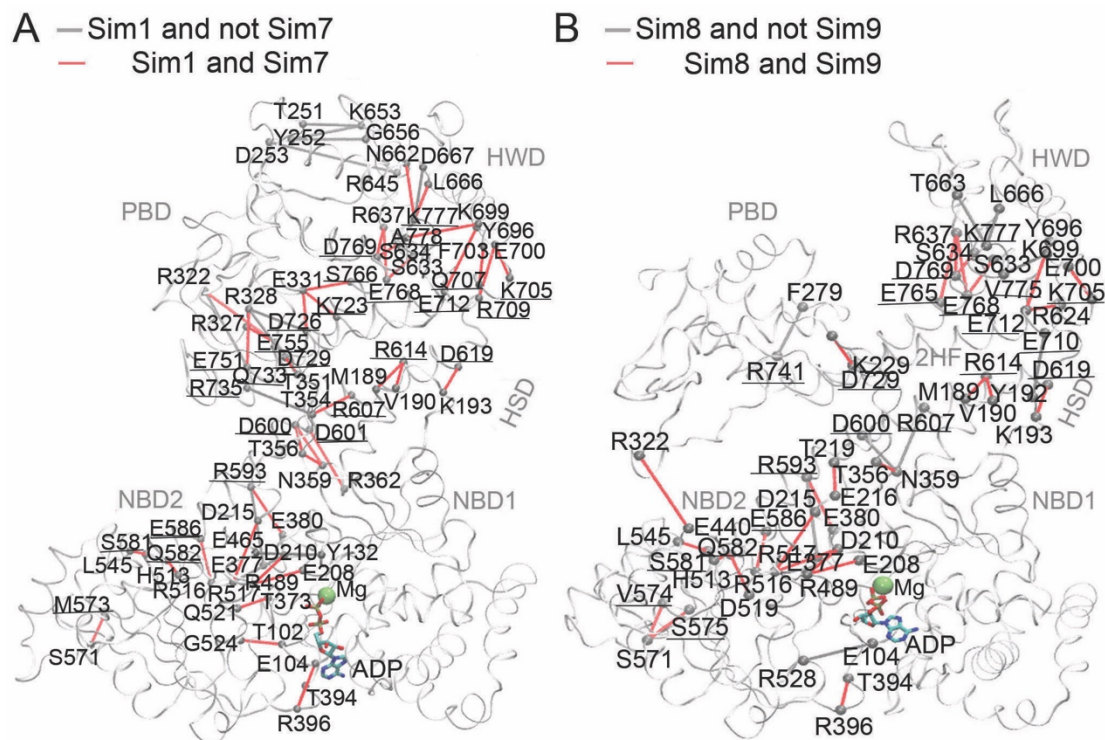 A
Sim1 and not Sim7
Sim1 and Sim7
T251
K653
Y252
G656
D253
N662
D667
HWD
R645
L666
PBD
R637
K777
K699
D769
A778
Y696
S634
F703
E700
R322
E331
S766
S633
Q707
R328
E768
K705
K723
E712
R709
R327
D726
E755
E751
D729
R614
D619
Q733
T351
M189
R735
T354
V190
K193
HSD
R607
D600
D601
T356
N359
R593
R362
NBD2
NBD1
D215
E380
E586
S581
E465
Q582
D210
Y132
L545
E377
H513
R489
E208
R516
R517
T373
Mg
Q521
M573
T102
G524
S571
E104
ADP
T394
R396
B
Sim8 and not Sim9
Sim8 and Sim9
HWD
T663
L666
PBD
R637
K777
Y696
S634
K699
D769
S633
E700
E765
V775
K705
E768
R624
F279
E712
E710
2HF
K229
R614
R741
D729
D619
M189
Y192
HSD
V190
R607
K193
D600
R322
T219
R593
T356
N359
NBD2
NBD1
D215
E216
E440
E586
E380
L545
Q582
D210
S581
R517
E377
E208
H513
R516
R489
V574
D519
Mg
S575
S571
E104
ADP
R528
T394
R396